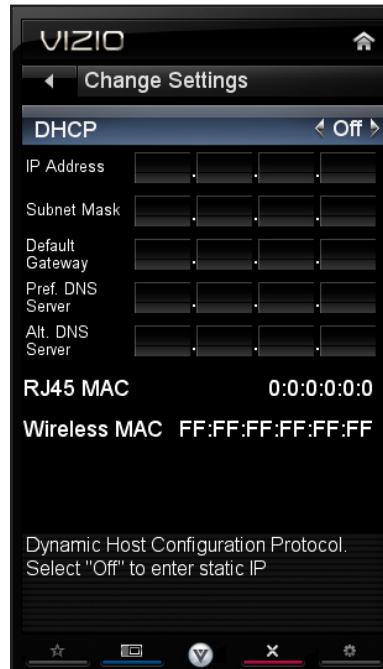 VIZIO
Change Settings
DHCP Off
IP Address . . .
Subnet Mask . . .
Default
Gateway . . .
Pref. DNS
Server . . .
Alt. DNS
Server . . .
RJ45 MAC 0:0:0:0:0:0
Wireless MAC FF:FF:FF:FF:FF:FF
Dynamic Host Configuration Protocol.
Select "Off" to enter static IP
V